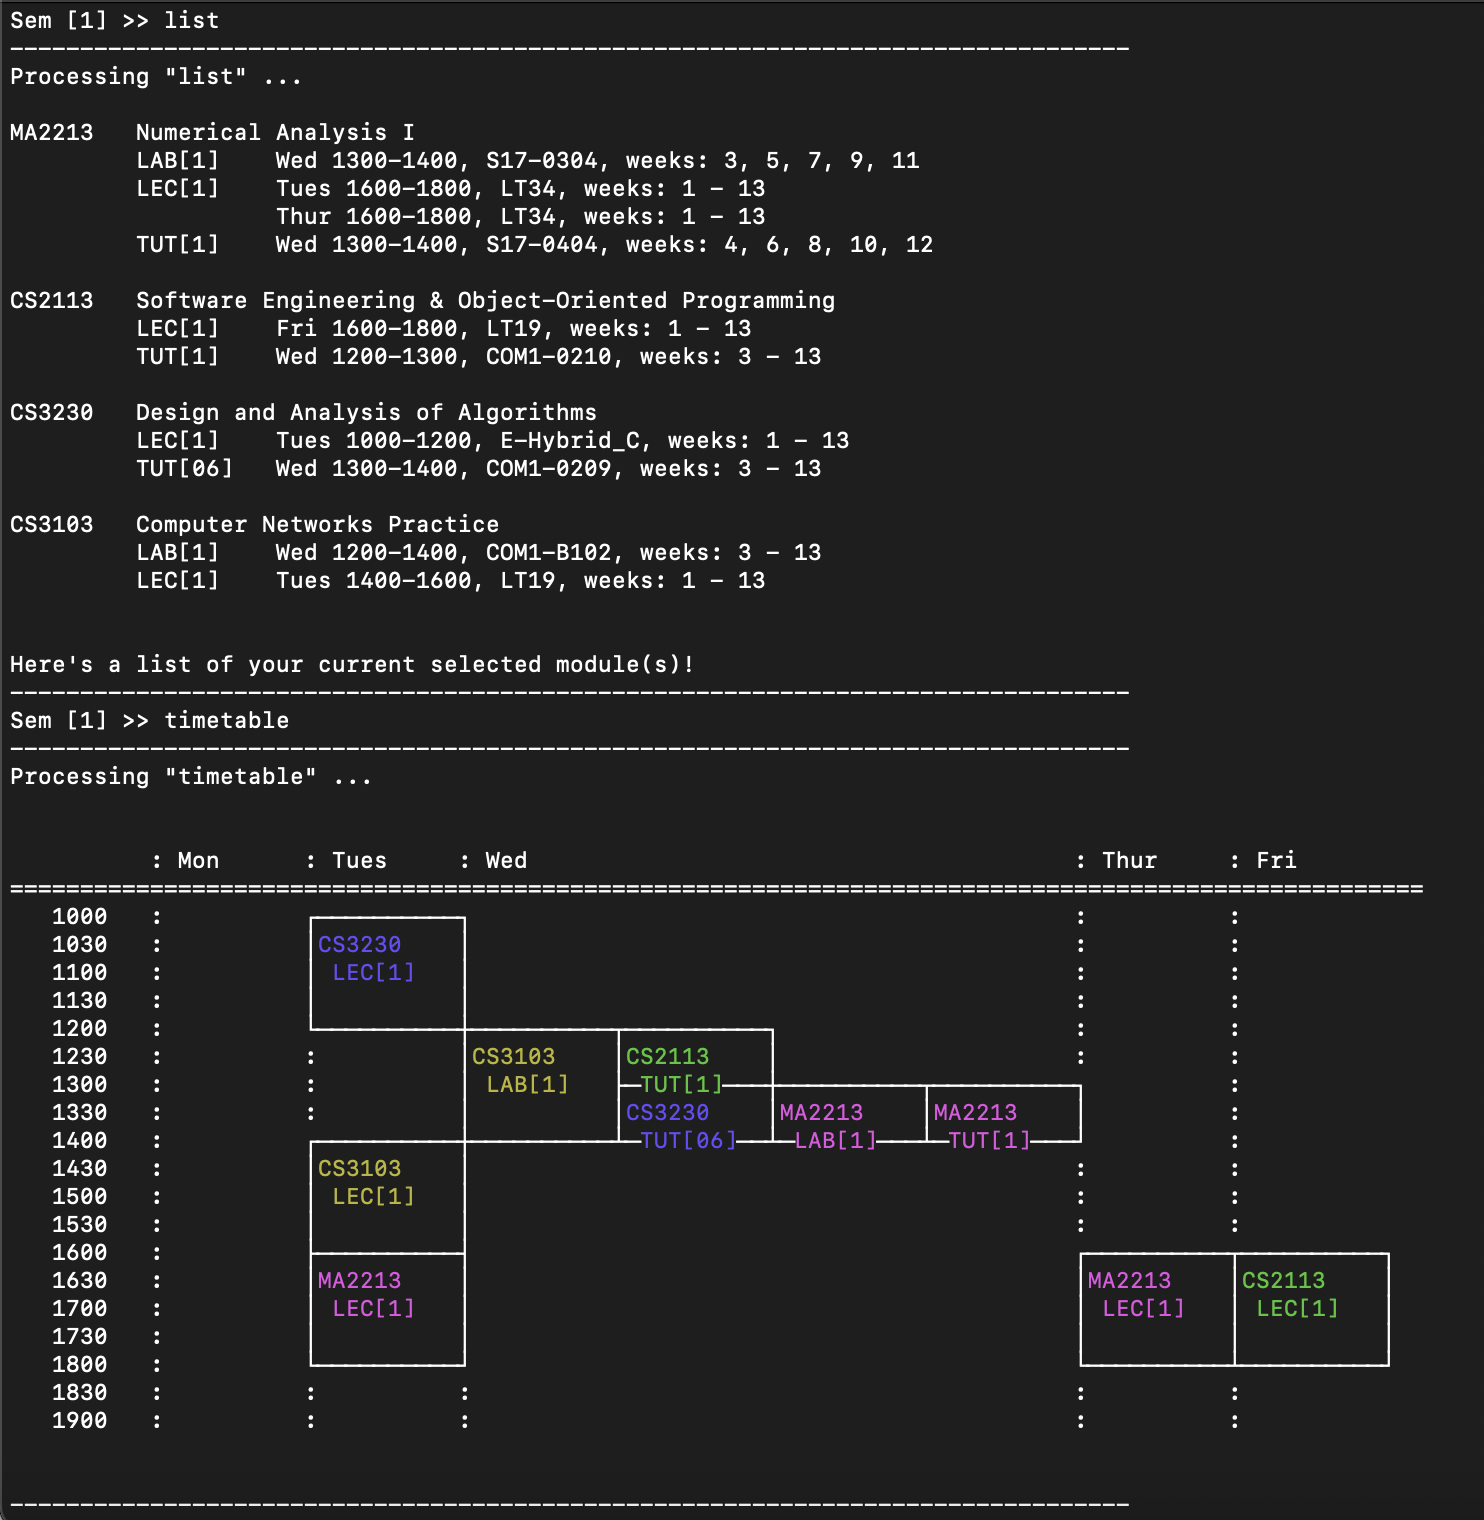 Sem [1] >> list
--------------------------------------------------------------------------------
Processing "list" ...
MA2213   Numerical Analysis I
         LAB[1]    Wed 1300-1400, S17-0304, weeks: 3, 5, 7, 9, 11
         LEC[1]    Tues 1600-1800, LT34, weeks: 1 - 13
                   Thur 1600-1800, LT34, weeks: 1 - 13
         TUT[1]    Wed 1300-1400, S17-0404, weeks: 4, 6, 8, 10, 12
CS2113   Software Engineering & Object-Oriented Programming
         LEC[1]    Fri 1600-1800, LT19, weeks: 1 - 13
         TUT[1]    Wed 1200-1300, COM1-0210, weeks: 3 - 13
CS3230   Design and Analysis of Algorithms
         LEC[1]    Tues 1000-1200, E-Hybrid_C, weeks: 1 - 13
         TUT[06]   Wed 1300-1400, COM1-0209, weeks: 3 - 13
CS3103   Computer Networks Practice
         LAB[1]    Wed 1200-1400, COM1-B102, weeks: 3 - 13
         LEC[1]    Tues 1400-1600, LT19, weeks: 1 - 13
Here's a list of your current selected module(s)!
--------------------------------------------------------------------------------
Sem [1] >> timetable
--------------------------------------------------------------------------------
Processing "timetable" ...
: Mon : Tues : Wed : Thur : Fri
1000 : : :
1030 : CS3230 : :
1100 : LEC[1] : :
1130 : : :
1200 : : :
1230 : : CS3103 CS2113 : :
1300 : : LAB[1] TUT[1] :
1330 : : CS3230 MA2213 MA2213 :
1400 : TUT[06] LAB[1] TUT[1] :
1430 : CS3103 : :
1500 : LEC[1] : :
1530 : : :
1600 :
1630 : MA2213 MA2213 CS2113
1700 : LEC[1] LEC[1] LEC[1]
1730 :
1800 :
1830 : : : : :
1900 : : : : :
--------------------------------------------------------------------------------